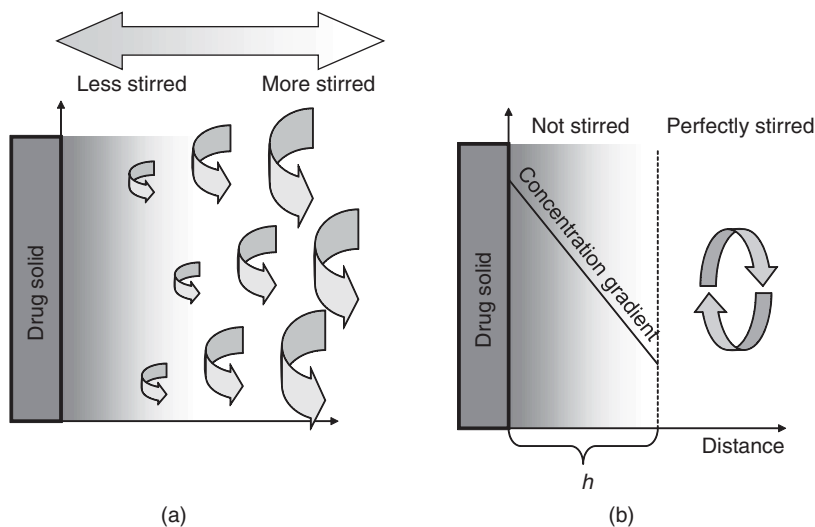 Less stirred
More stirred
Drug solid
(a)
Not stirred
Perfectly stirred
Drug solid
Concentration gradient
Distance
h
(b)